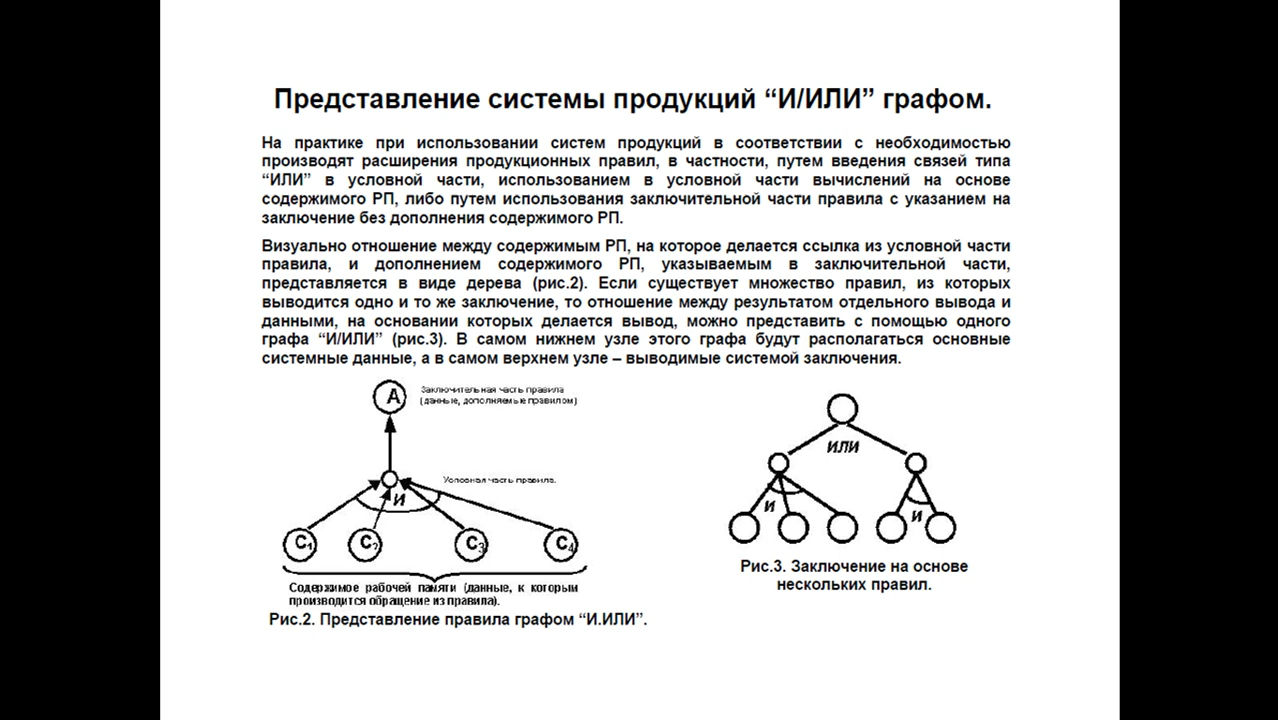 Представление системы продукций “И/ИЛИ” графом.
На практике при использовании систем продукций в соответствии с необходимостью
производят расширения продукционных правил, в частности, путем введения связей типа
“ИЛИ” в условной части, использованием в условной части вычислений на основе
содержимого РП, либо путем использования заключительной части правила с указанием на
заключение без дополнения содержимого РП.
Визуально отношение между содержимым РП, на которое делается ссылка из условной части
правила, и дополнением содержимого РП, указываемым в заключительной части,
представляется в виде дерева (рис.2). Если существует множество правил, из которых
выводится одно и то же заключение, то отношение между результатом отдельного вывода и
данными, на основании которых делается вывод, можно представить с помощью одного
графа “И/ИЛИ” (рис.3). В самом нижнем узле этого графа будут располагаться основные
системные данные, а в самом верхнем узле – выводимые системой заключения.
А
Заключительная часть правила
(данные, дополняемые правилом)
Условная часть правила.
И
С1
С2
С3
С4
Содержимое рабочей памяти (данные, к которым
производится обращение из правила).
Рис.2. Представление правила графом “И.ИЛИ”.
ИЛИ
И
И
Рис.3. Заключение на основе
нескольких правил.